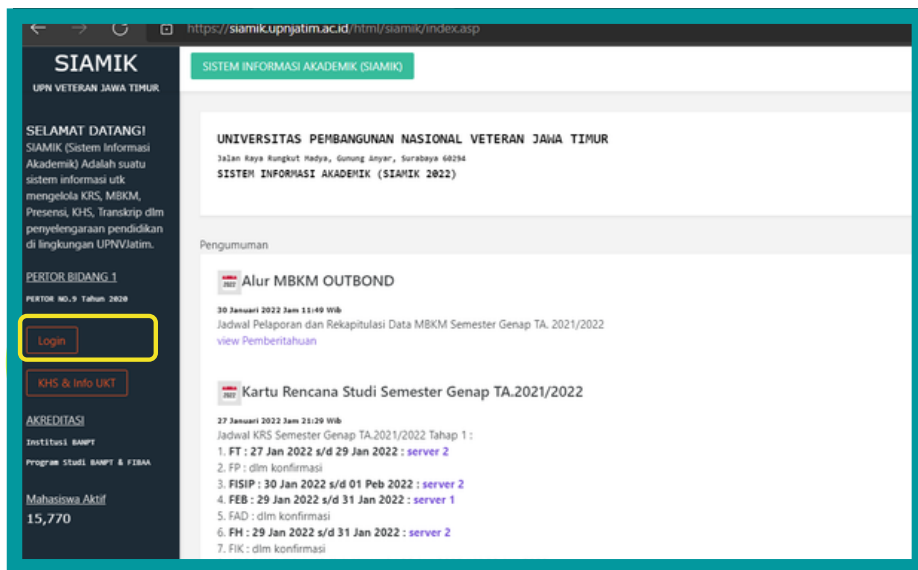 https://siamik.upnjatim.ac.id/html/siamik/index.asp
SIAMIK
UPN VETERAN JAWA TIMUR
SELAMAT DATANG!
SIAMIK (Sistem Informasi
Akademik) Adalah suatu
sistem informasi utk
mengelola KRS, MBKM,
Presensi, KHS, Transkrip dlm
penyelengaraan pendidikan
di lingkungan UPNVJatim.
PERTOR BIDANG 1
PERTOR NO.9 Tahun 2020
Login
KHS & Info UKT
AKREDITASI
Institusi BANPT
Program Studi BANPT & FIBAA
Mahasiswa Aktif
15,770
SISTEM INFORMASI AKADEMIK (SIAMIK)
UNIVERSITAS PEMBANGUNAN NASIONAL VETERAN JAWA TIMUR
Jalan Raya Rungkut Madya, Gunung Anyar, Surabaya 60294
SISTEM INFORMASI AKADEMIK (SIAMIK 2022)
Pengumuman
Alur MBKM OUTBOND
30 Januari 2022 Jam 11:49 Wib
Jadwal Pelaporan dan Rekapitulasi Data MBKM Semester Genap TA. 2021/2022
view Pemberitahuan
Kartu Rencana Studi Semester Genap TA.2021/2022
27 Januari 2022 Jam 21:29 Wib
Jadwal KRS Semester Genap TA.2021/2022 Tahap 1 :
1. FT : 27 Jan 2022 s/d 29 Jan 2022 : server 2
2. FP : dlm konfirmasi
3. FISIP : 30 Jan 2022 s/d 01 Peb 2022 : server 2
4. FEB : 29 Jan 2022 s/d 31 Jan 2022 : server 1
5. FAD : dlm konfirmasi
6. FH : 29 Jan 2022 s/d 31 Jan 2022 : server 2
7. FIK : dlm konfirmasi